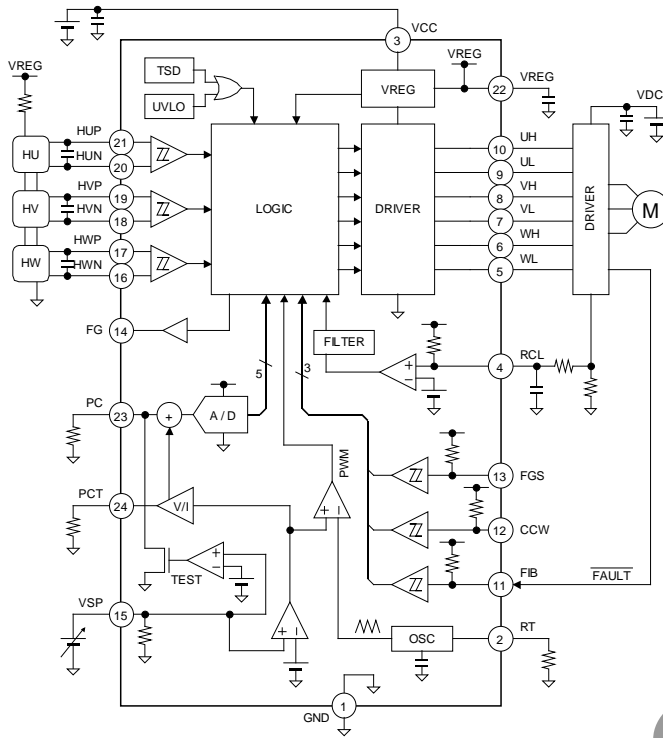 VCC
3
VREG
TSD
UVLO
VREG
VREG
22
VDC
HUP
21
HU
HUN
20
UH
10
UL
9
HVP
19
HV
HVN
18
VH
8
VL
7
HWP
17
HW
HWN
16
WH
6
WL
5
LOGIC
DRIVER
DRIVER
M
FG
14
FILTER
+
−
RCL
4
5
3
PC
23
+
A / D
PWM
FGS
13
PCT
24
V/I
+
−
CCW
12
TEST
+
−
FIB
11
FAULT
VSP
15
+
−
OSC
RT
2
GND
1